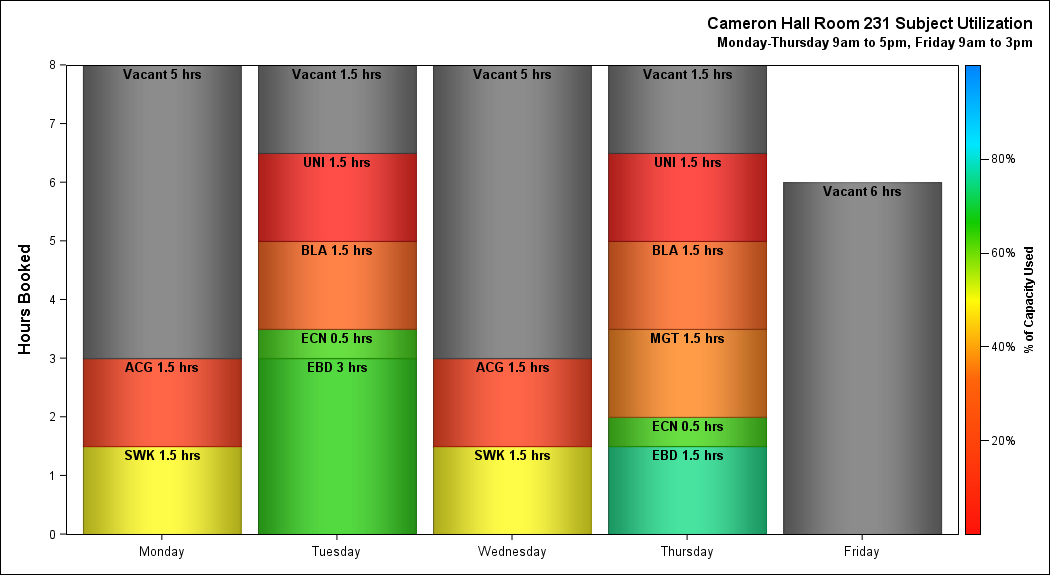 Cameron Hall Room 231 Subject Utilization
Monday-Thursday 9am to 5pm, Friday 9am to 3pm
Hours Booked
8
7
6
5
4
3
2
1
0
Vacant 5 hrs
ACG 1.5 hrs
SWK 1.5 hrs
Vacant 1.5 hrs
UNI 1.5 hrs
BLA 1.5 hrs
ECN 0.5 hrs
EBD 3 hrs
Vacant 5 hrs
ACG 1.5 hrs
SWK 1.5 hrs
Vacant 1.5 hrs
UNI 1.5 hrs
BLA 1.5 hrs
MGT 1.5 hrs
ECN 0.5 hrs
EBD 1.5 hrs
Vacant 6 hrs
Monday
Tuesday
Wednesday
Thursday
Friday
80%
60%
40%
20%
% of Capacity Used